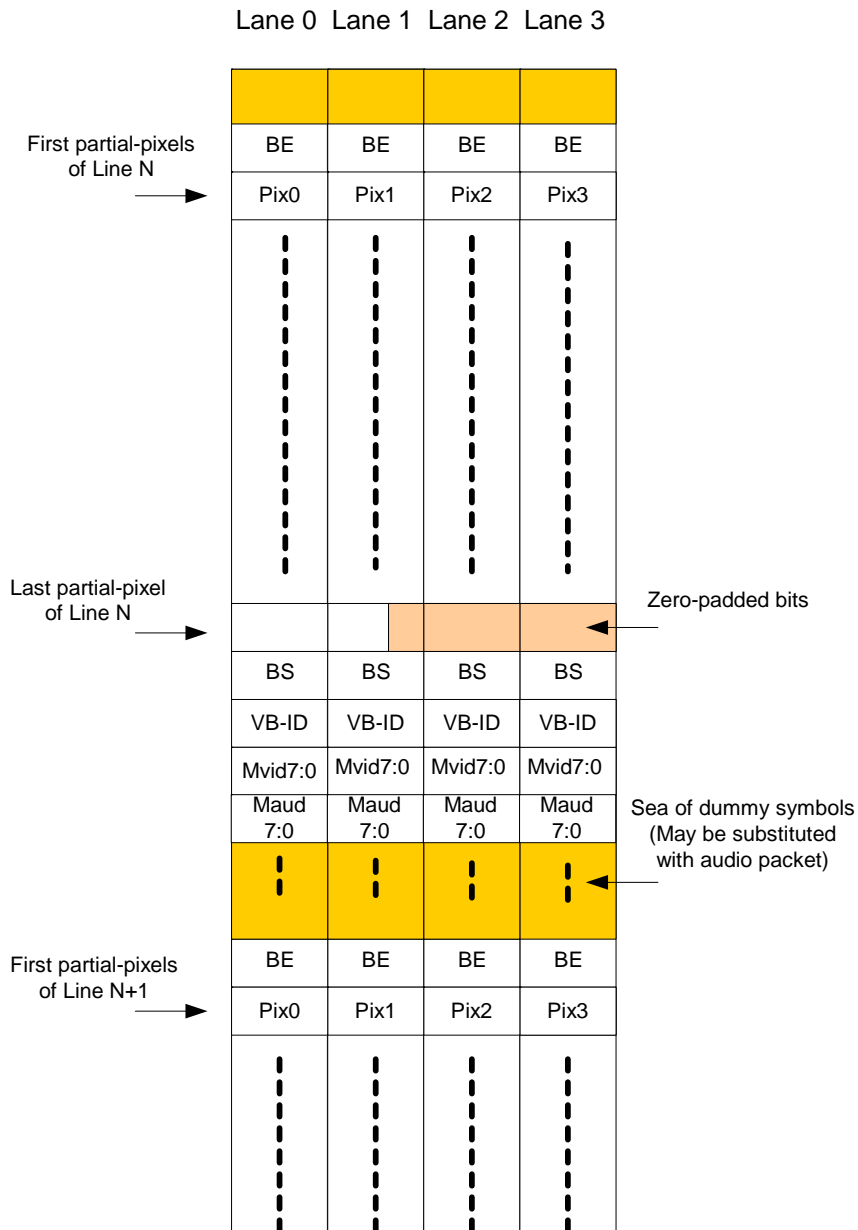 Lane 0 Lane 1 Lane 2 Lane 3
First partial-pixels
of Line N
BE BE BE BE
Pix0 Pix1 Pix2 Pix3
Last partial-pixel
of Line N
Zero-padded bits
BS BS BS BS
VB-ID VB-ID VB-ID VB-ID
Mvid7:0 Mvid7:0 Mvid7:0 Mvid7:0
Maud Maud Maud Maud
7:0 7:0 7:0 7:0
Sea of dummy symbols
(May be substituted
with audio packet)
First partial-pixels
of Line N+1
BE BE BE BE
Pix0 Pix1 Pix2 Pix3